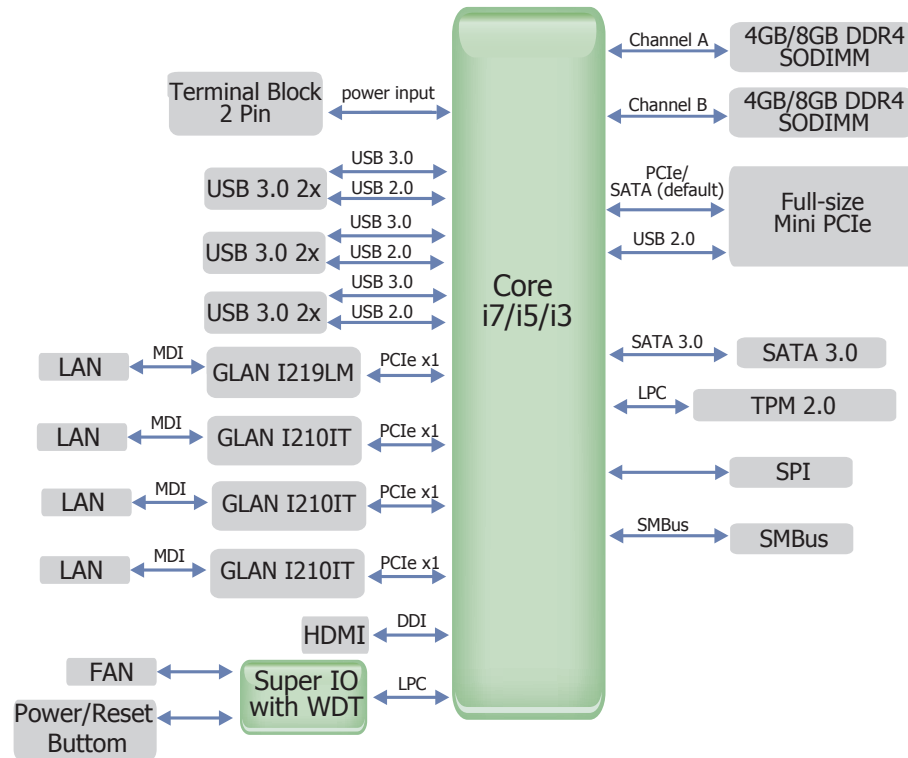 Terminal Block
2 Pin
power input
USB 3.0 2x
USB 3.0
USB 2.0
USB 3.0 2x
USB 3.0
USB 2.0
USB 3.0 2x
USB 3.0
USB 2.0
LAN
MDI
GLAN I219LM
PCIe x1
LAN
MDI
GLAN I210IT
PCIe x1
LAN
MDI
GLAN I210IT
PCIe x1
LAN
MDI
GLAN I210IT
PCIe x1
HDMI
DDI
FAN
Power/Reset
Buttom
Super IO
with WDT
LPC
Core
i7/i5/i3
Channel A
4GB/8GB DDR4
SODIMM
Channel B
4GB/8GB DDR4
SODIMM
PCIe/
SATA (default)
USB 2.0
Full-size
Mini PCIe
SATA 3.0
SATA 3.0
LPC
TPM 2.0
SPI
SMBus
SMBus